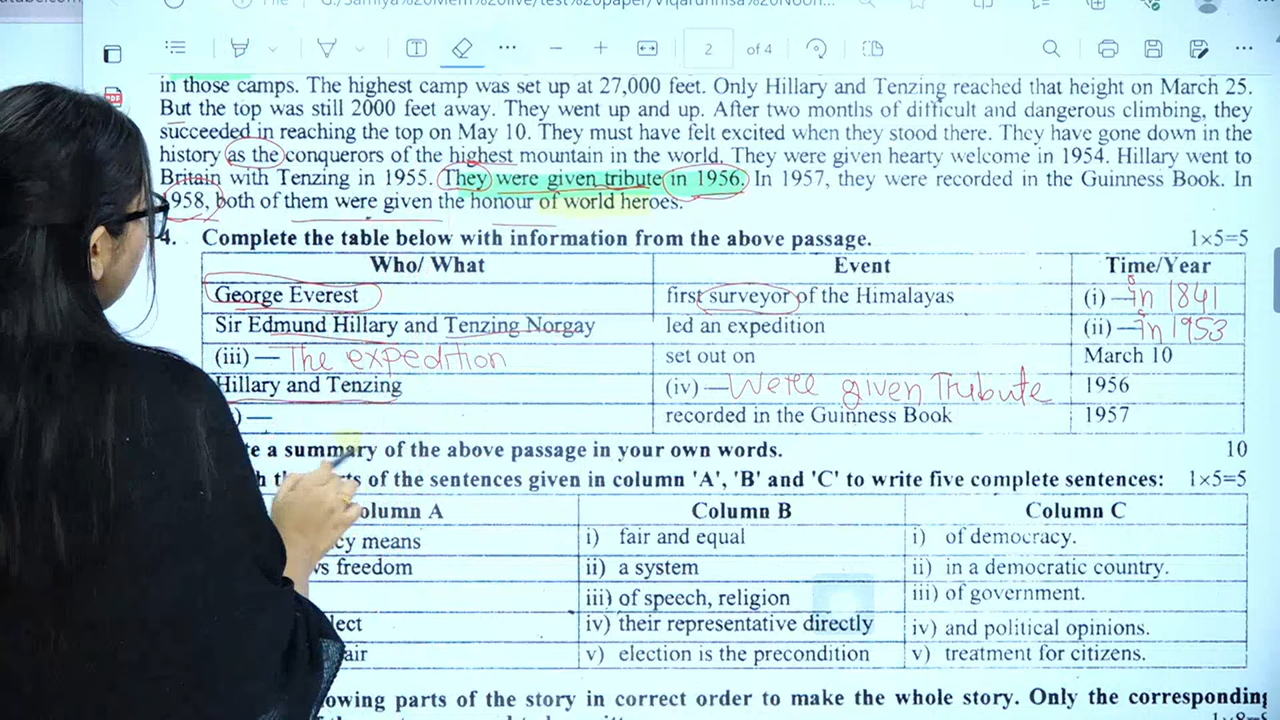 2 of 4
in those camps. The highest camp was set up at 27,000 feet. Only Hillary and Tenzing reached that height on March 25.
But the top was still 2000 feet away. They went up and up. After two months of difficult and dangerous climbing, they
succeeded in reaching the top on May 10. They must have felt excited when they stood there. They have gone down in the
history as the conquerors of the highest mountain in the world. They were given hearty welcome in 1954. Hillary went to
Britain with Tenzing in 1955. They were given tribute in 1956. In 1957, they were recorded in the Guinness Book. In
958, both of them were given the honour of world heroes.
4. Complete the table below with information from the above passage. 1×5=5
Who/ What Event Time/Year
George Everest first surveyor of the Himalayas (i) — in 1841
Sir Edmund Hillary and Tenzing Norgay led an expedition (ii) — in 1953
(iii) — The expedition set out on March 10
Hillary and Tenzing (iv) — Were given Tribute 1956
) — recorded in the Guinness Book 1957
te a summary of the above passage in your own words. 10
h the parts of the sentences given in column 'A', 'B' and 'C' to write five complete sentences: 1×5=5
olumn A Column B Column C
cy means i) fair and equal i) of democracy.
ws freedom ii) a system ii) in a democratic country.
iii) of speech, religion iii) of government.
lect iv) their representative directly iv) and political opinions.
air v) election is the precondition v) treatment for citizens.
owing parts of the story in correct order to make the whole story. Only the corresponding